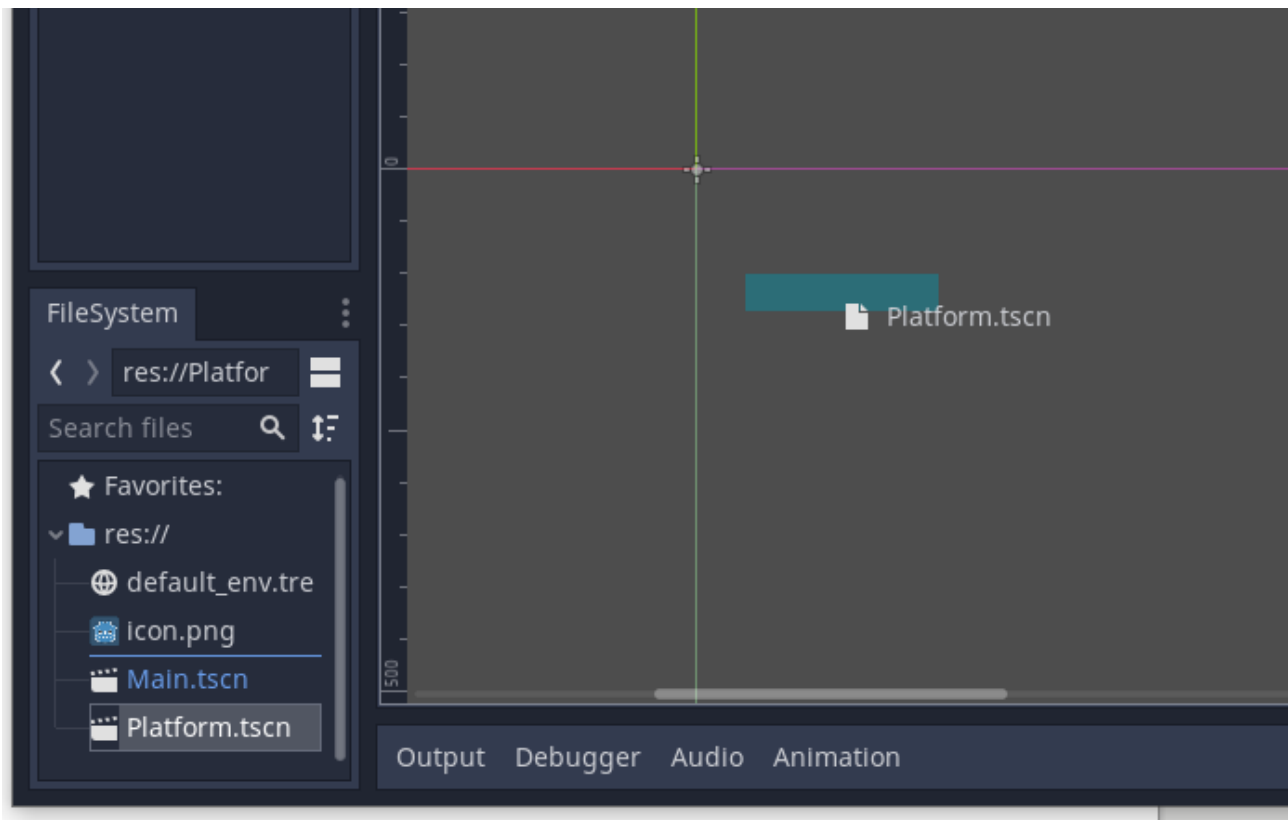 0
Platform.tscn
500
FileSystem
res://Platfor
Search files
Favorites:
res://
default_env.tre
icon.png
Main.tscn
Platform.tscn
Output Debugger Audio Animation